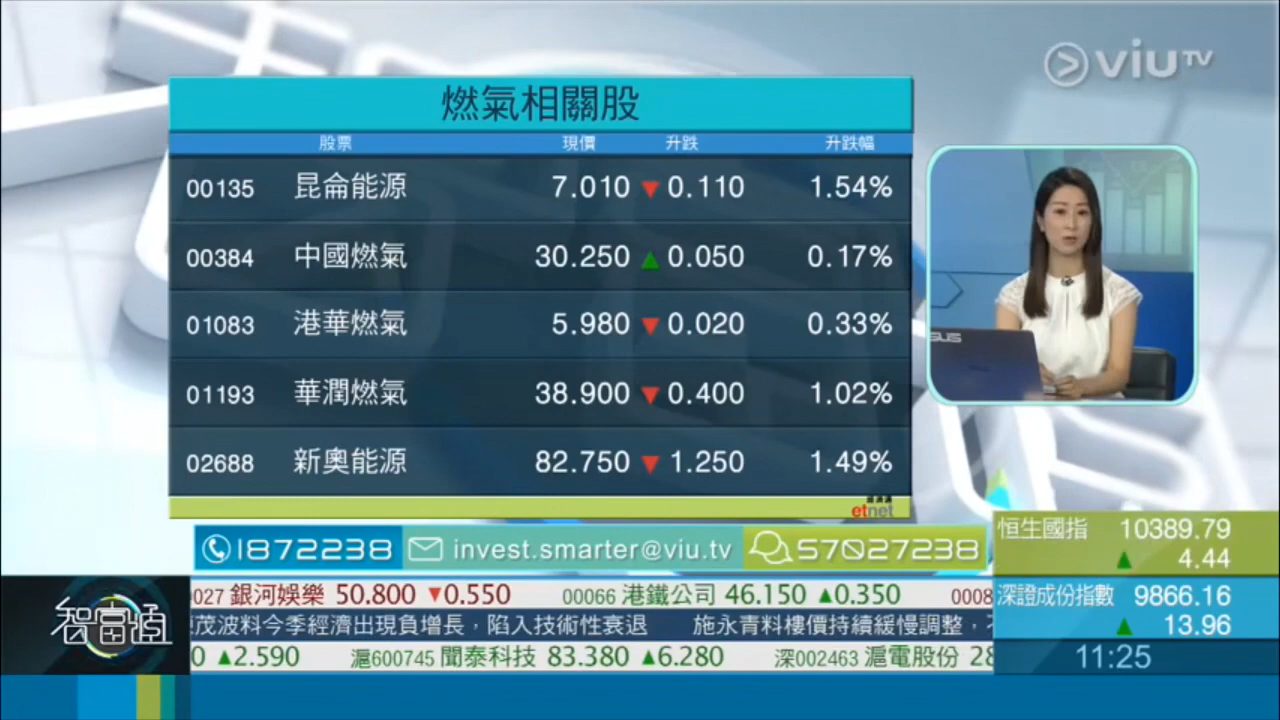 viuTV
燃氣相關股
股票 現價 升跌 升跌幅
00135 昆侖能源 7.010 ▼ 0.110 1.54%
00384 中國燃氣 30.250 ▲ 0.050 0.17%
01083 港華燃氣 5.980 ▼ 0.020 0.33%
01193 華潤燃氣 38.900 ▼ 0.400 1.02%
02688 新奧能源 82.750 ▼ 1.250 1.49%
etnet
ASUS
1872238 invest.smarter@viu.tv 57027238
恒生國指 10389.79
▲ 4.44
智富通
0027 銀河娛樂 50.800 ▼0.550 00066 港鐵公司 46.150 ▲0.350 0008
茂波料今季經濟出現負增長，陷入技術性衰退 施永青料樓價持續緩慢調整，
0 ▲2.590 滬600745 聞泰科技 83.380 ▲6.280 深002463 滬電股份 28
深證成份指數 9866.16
▲ 13.96
11:25